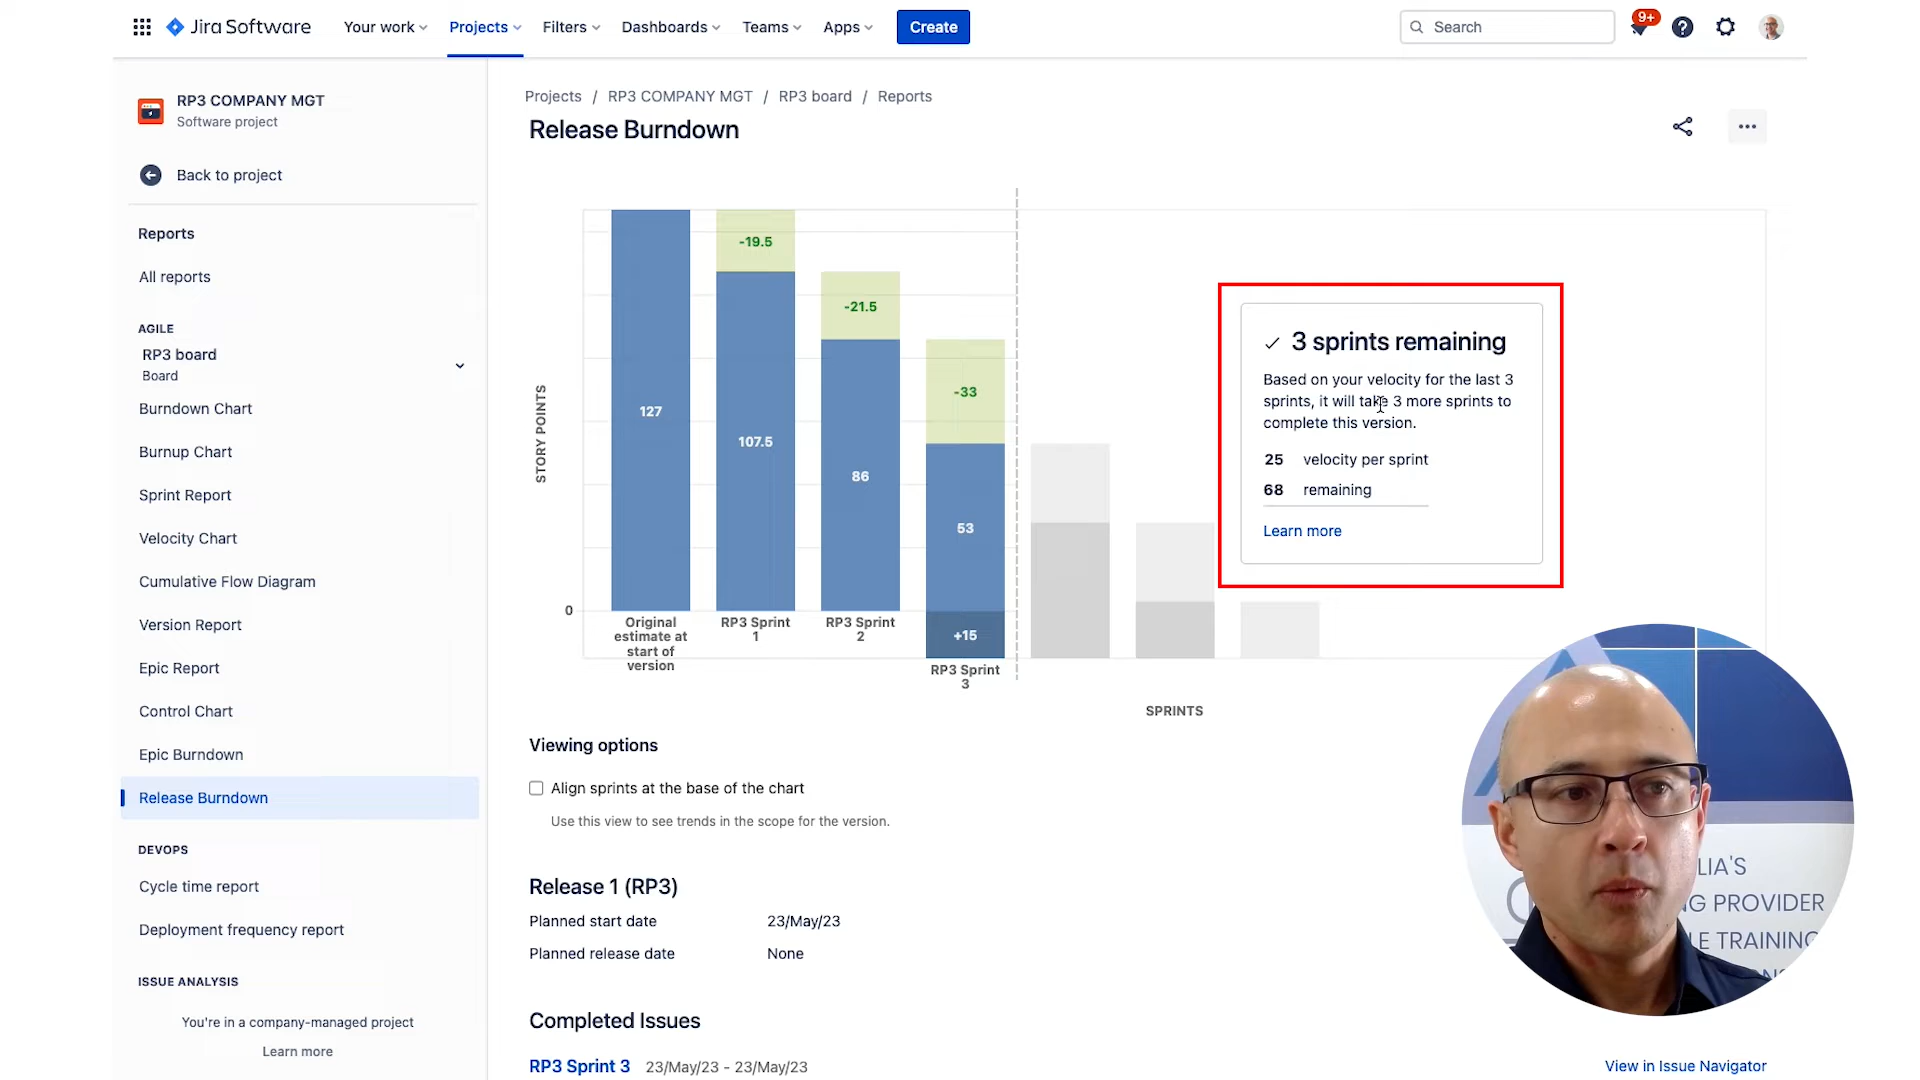 Jira Software
Your work
Projects
Filters
Dashboards
Teams
Apps
Create
Search
9+
RP3 COMPANY MGT
Software project
Back to project
Reports
All reports
AGILE
RP3 board
Board
Burndown Chart
Burnup Chart
Sprint Report
Velocity Chart
Cumulative Flow Diagram
Version Report
Epic Report
Control Chart
Epic Burndown
Release Burndown
DEVOPS
Cycle time report
Deployment frequency report
ISSUE ANALYSIS
You're in a company-managed project
Learn more
Projects / RP3 COMPANY MGT / RP3 board / Reports
Release Burndown
STORY POINTS
0
127
-19.5
107.5
-21.5
86
-33
53
+15
Original
estimate at
start of
version
RP3 Sprint
1
RP3 Sprint
2
RP3 Sprint
3
SPRINTS
3 sprints remaining
Based on your velocity for the last 3
sprints, it will take 3 more sprints to
complete this version.
25 velocity per sprint
68 remaining
Learn more
Viewing options
Align sprints at the base of the chart
Use this view to see trends in the scope for the version.
Release 1 (RP3)
Planned start date 23/May/23
Planned release date None
Completed Issues
RP3 Sprint 3 23/May/23 - 23/May/23
View in Issue Navigator
LIA'S
NG PROVIDER
LE TRAINING